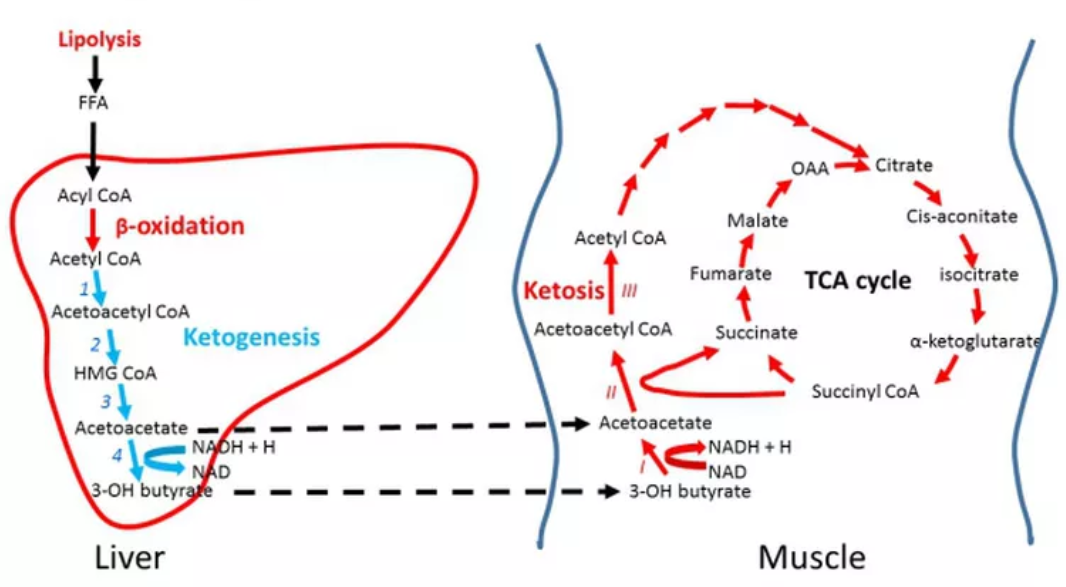 Lipolysis
FFA
Acyl CoA
β-oxidation
Acetyl CoA
1
Acetoacetyl CoA
Ketogenesis
2
HMG CoA
3
Acetoacetate
4
NADH + H
NAD
3-OH butyrate
Liver
OAA
Citrate
Malate
Cis-aconitate
Acetyl CoA
Fumarate
TCA cycle
isocitrate
Ketosis
III
Acetoacetyl CoA
Succinate
α-ketoglutarate
II
Succinyl CoA
Acetoacetate
I
NADH + H
NAD
3-OH butyrate
Muscle